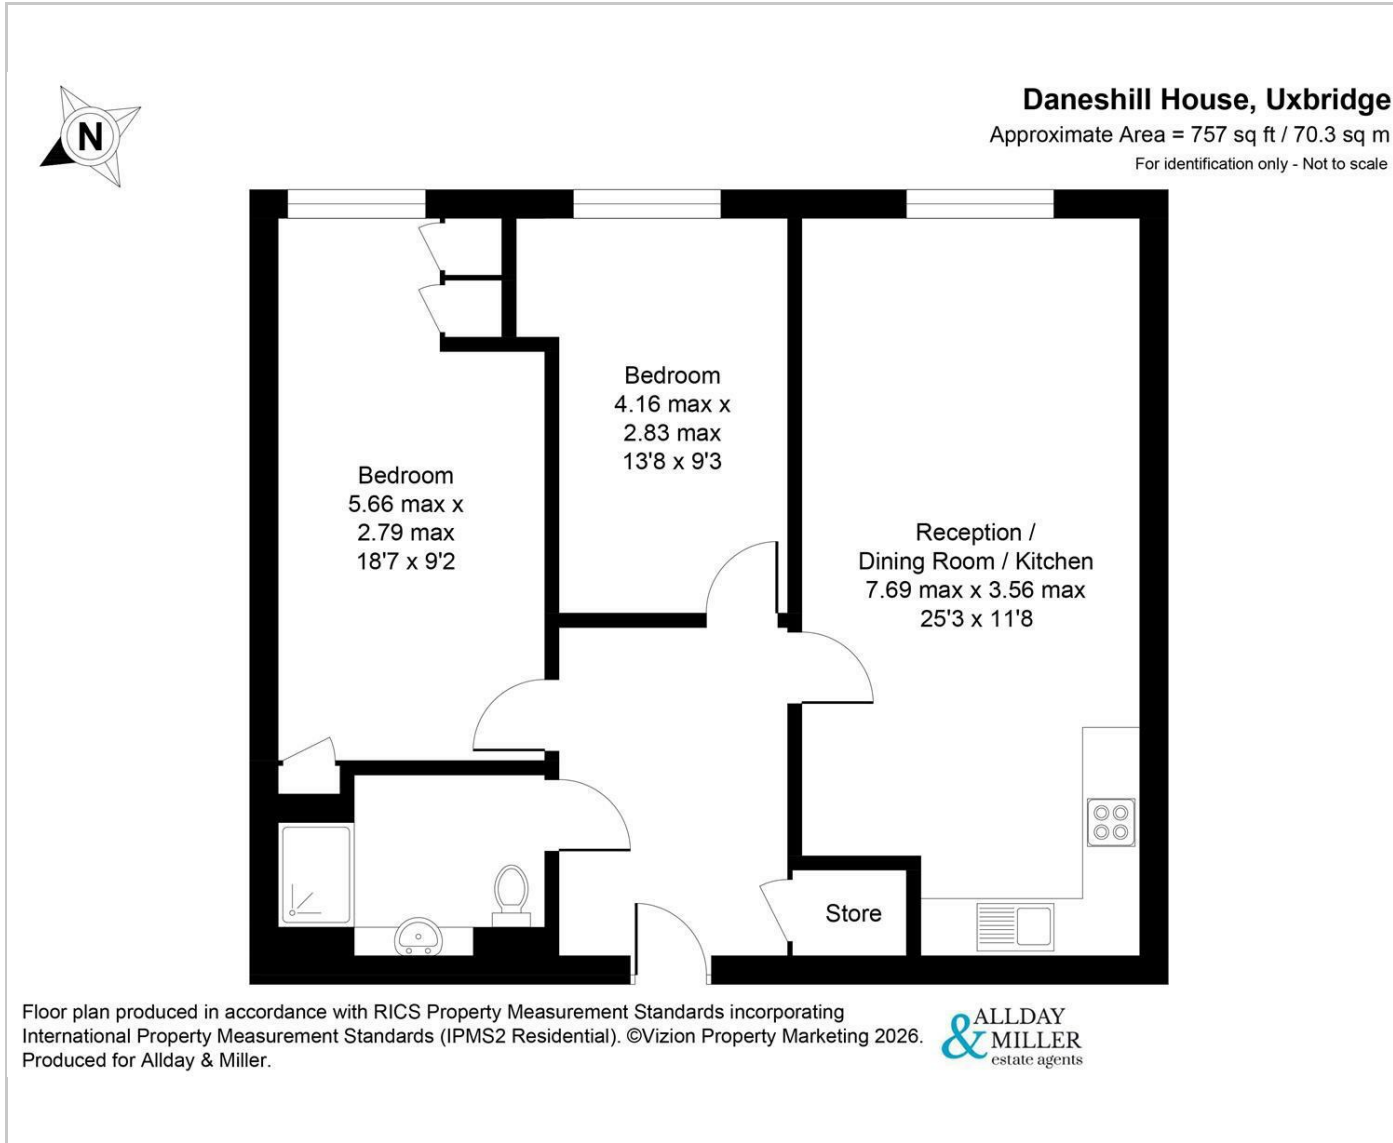 N
Daneshill House, Uxbridge
Approximate Area = 757 sq ft / 70.3 sq m
For identification only - Not to scale
Bedroom
4.16 max x
2.83 max
13'8 x 9'3
Bedroom
5.66 max x
2.79 max
18'7 x 9'2
Reception /
Dining Room / Kitchen
7.69 max x 3.56 max
25'3 x 11'8
Store
Floor plan produced in accordance with RICS Property Measurement Standards incorporating
International Property Measurement Standards (IPMS2 Residential). ©Vizion Property Marketing 2026.
Produced for Allday & Miller.
ALLDAY
& MILLER
estate agents